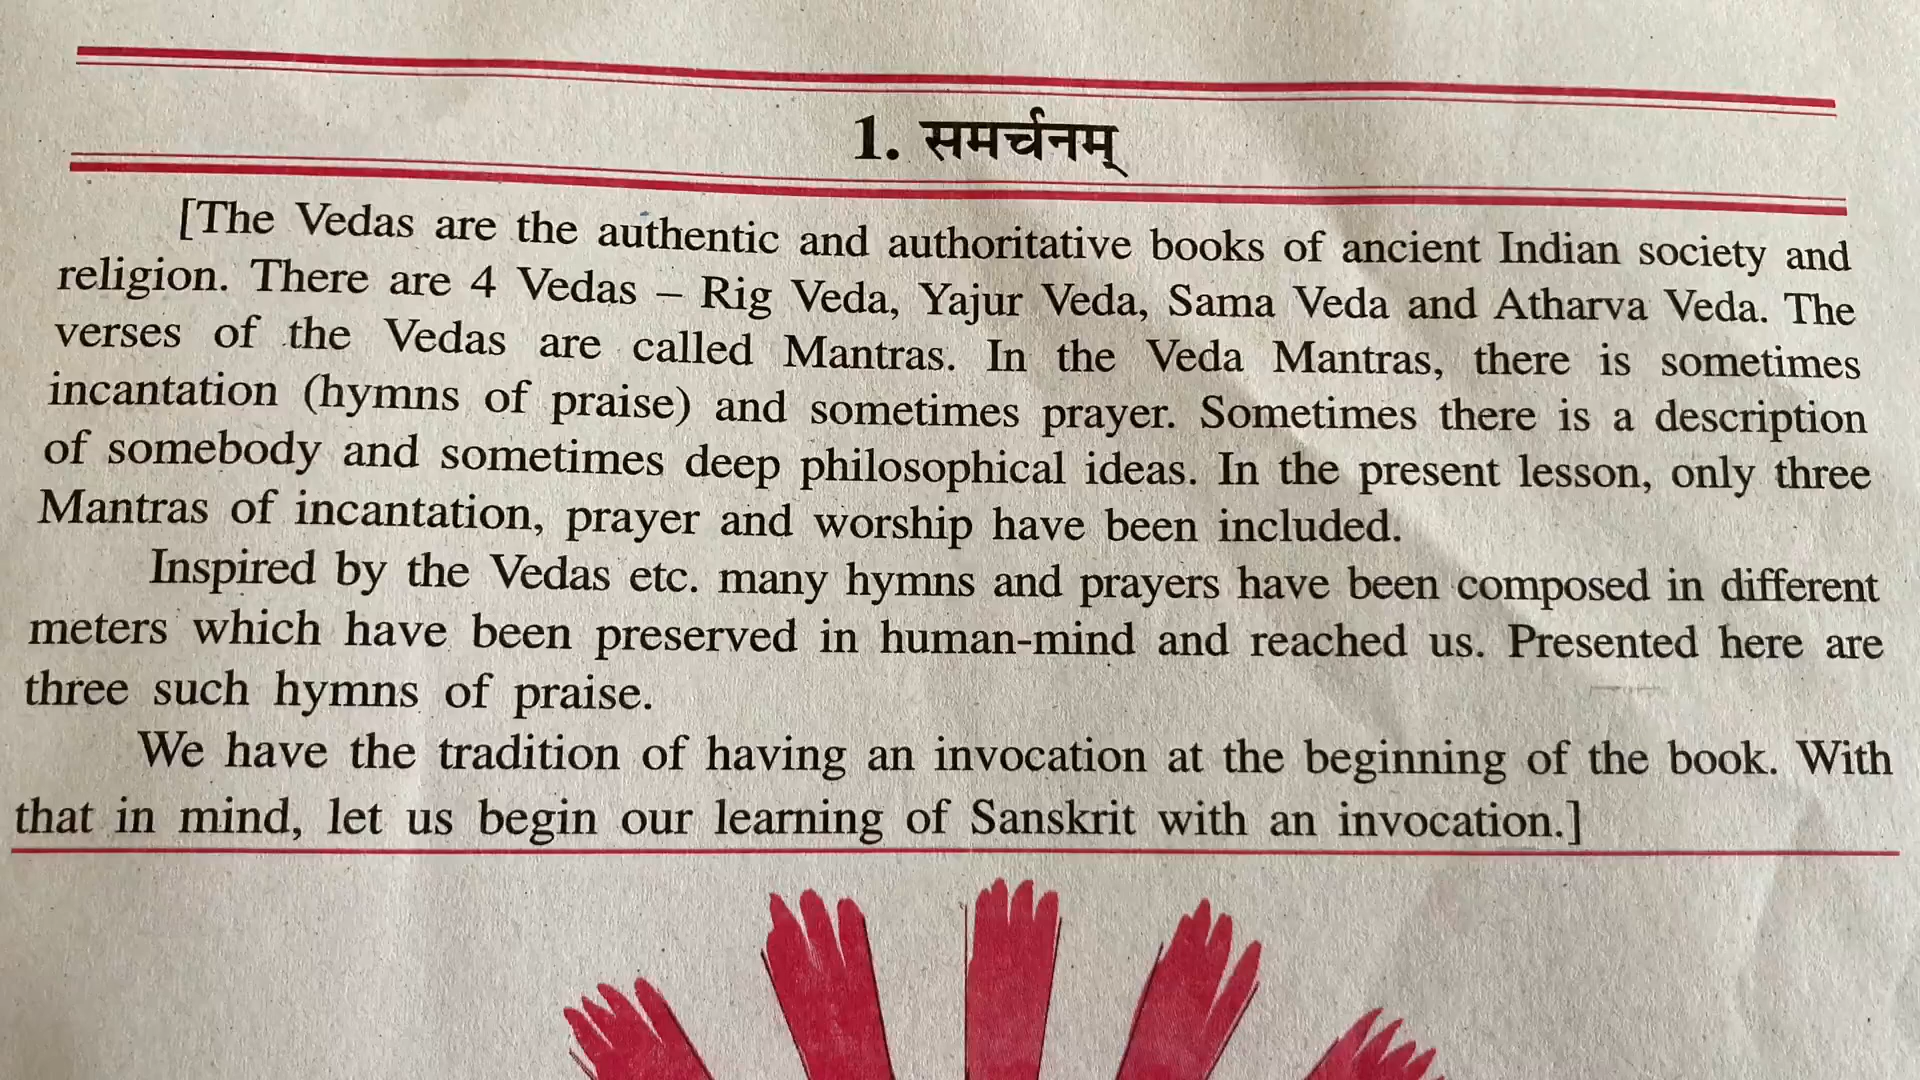 1. समर्चनम्
[The Vedas are the authentic and authoritative books of ancient Indian society and
religion. There are 4 Vedas – Rig Veda, Yajur Veda, Sama Veda and Atharva Veda. The
verses of the Vedas are called Mantras. In the Veda Mantras, there is sometimes
incantation (hymns of praise) and sometimes prayer. Sometimes there is a description
of somebody and sometimes deep philosophical ideas. In the present lesson, only three
Mantras of incantation, prayer and worship have been included.
Inspired by the Vedas etc. many hymns and prayers have been composed in different
meters which have been preserved in human-mind and reached us. Presented here are
three such hymns of praise.
We have the tradition of having an invocation at the beginning of the book. With
that in mind, let us begin our learning of Sanskrit with an invocation.]